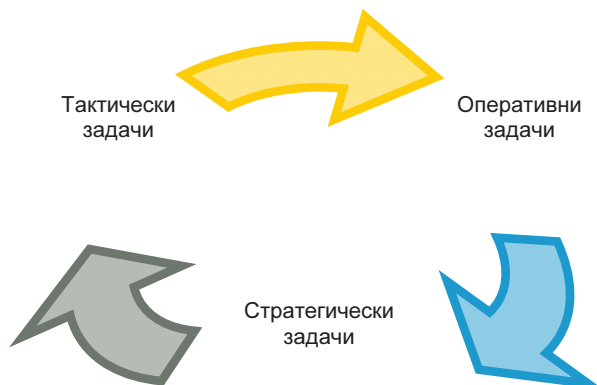 Тактически
задачи
Оперативни
задачи
Стратегически
задачи